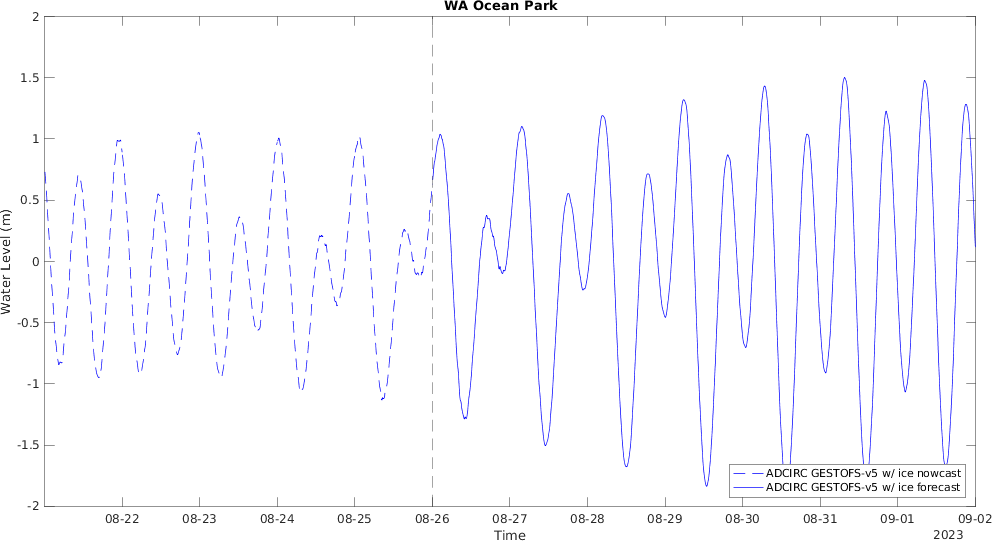 WA Ocean Park
2
1.5
1
0.5
0
-0.5
-1
-1.5
-2
Water Level (m)
ADCIRC GESTOFS-v5 w/ ice nowcast
ADCIRC GESTOFS-v5 w/ ice forecast
08-22 08-23 08-24 08-25 08-26 08-27 08-28 08-29 08-30 08-31 09-01 09-02
Time
2023